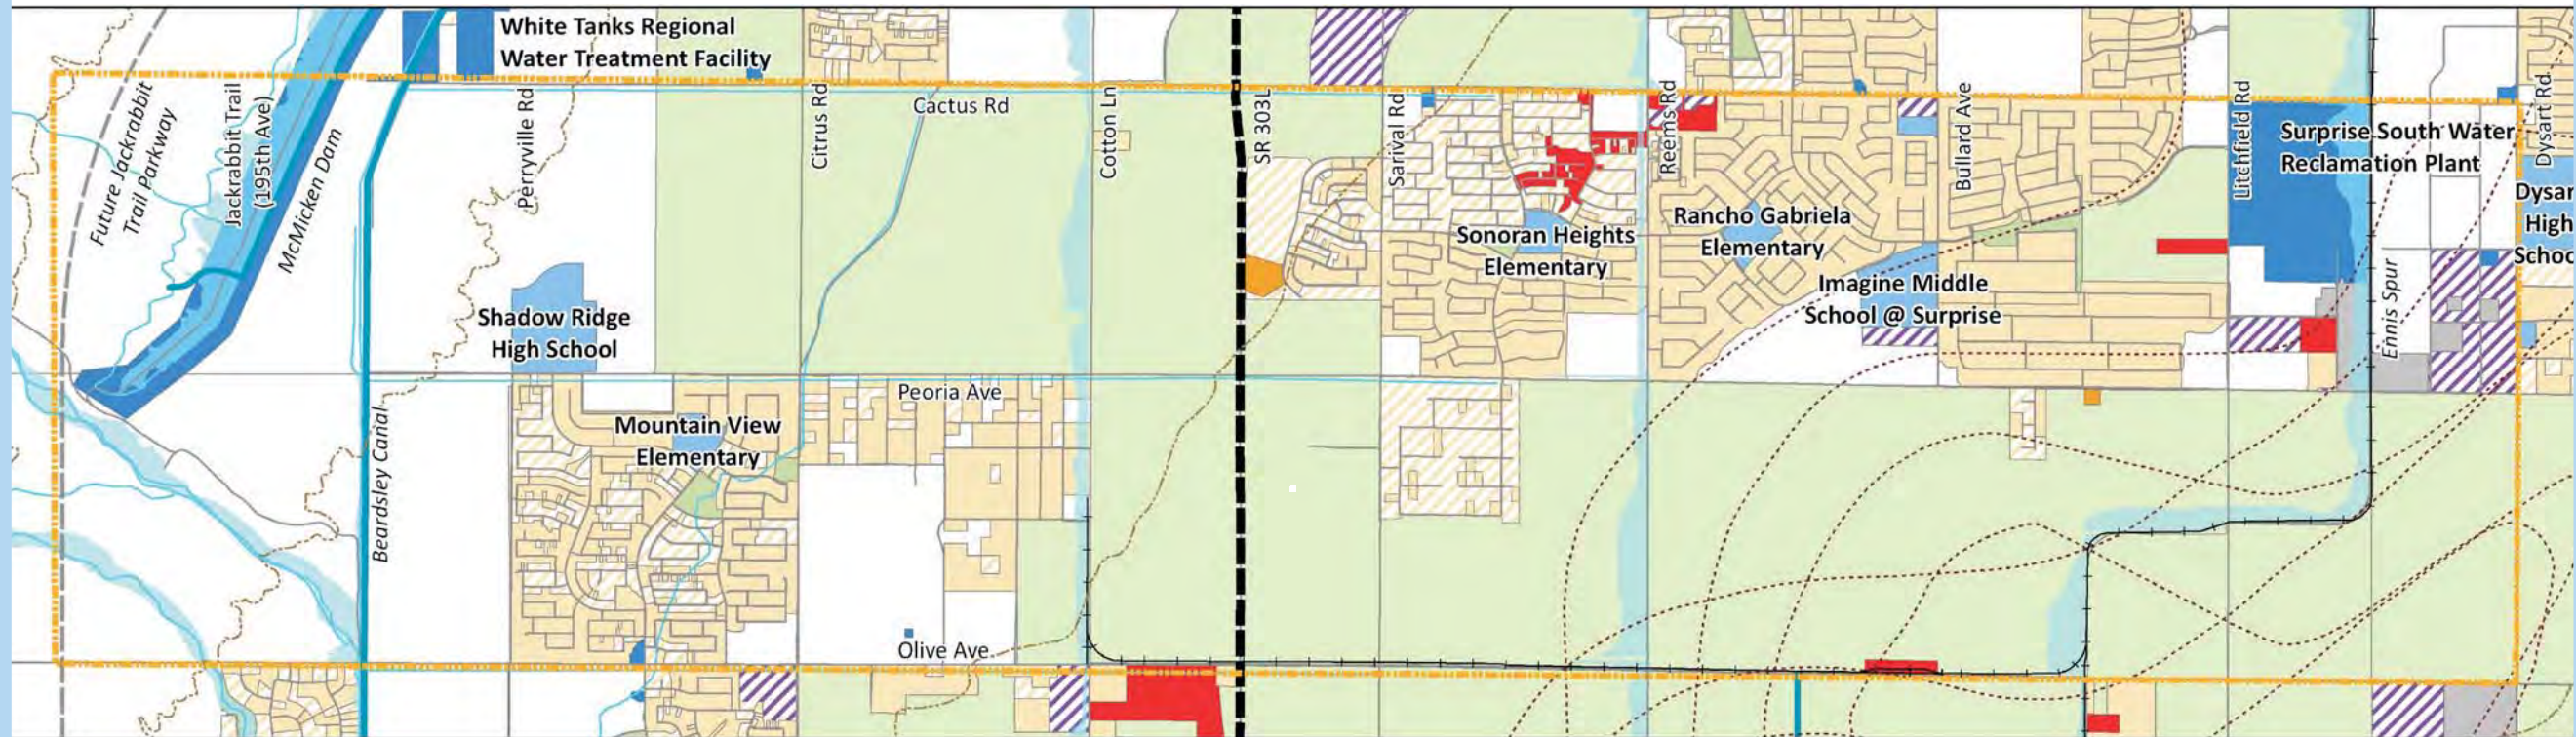 White Tanks Regional
Water Treatment Facility
Future Jackrabbit
Trail Parkway
Jackrabbit Trail
(195th Ave)
McMicken Dam
Perryville Rd
Citrus Rd
Cactus Rd
Cotton Ln
SR 303L
Sarival Rd
Reems Rd
Bullard Ave
Litchfield Rd
Surprise South Water
Reclamation Plant
Dysart Rd
Dysar
High
Schoo
Sonoran Heights
Elementary
Rancho Gabriela
Elementary
Imagine Middle
School @ Surprise
Ennis Spur
Shadow Ridge
High School
Peoria Ave
Mountain View
Elementary
Beardsley Canal
Olive Ave